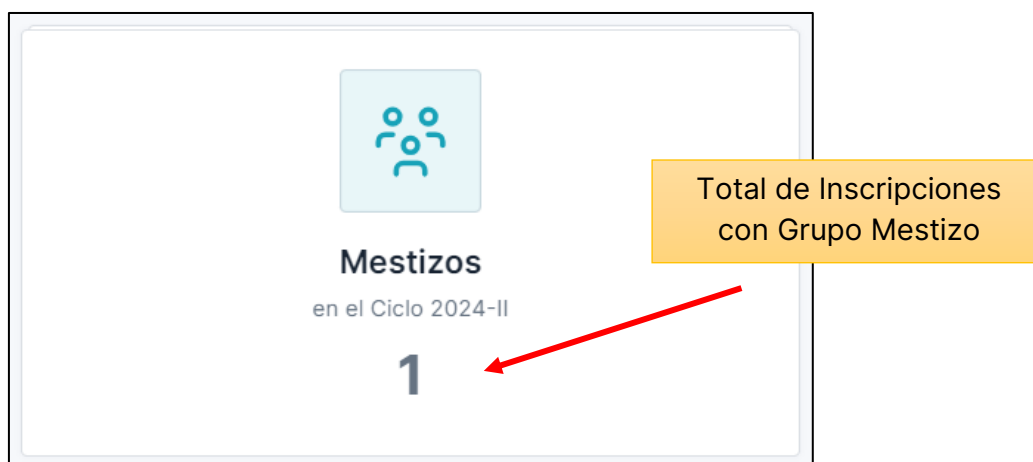 Mestizos
en el Ciclo 2024-II
1
Total de Inscripciones
con Grupo Mestizo